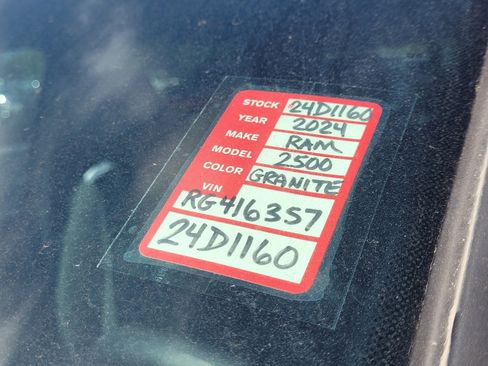 STOCK 24D1160
YEAR 2024
MAKE RAM
MODEL 2500
COLOR GRANITE
VIN
RG416357
24D1160